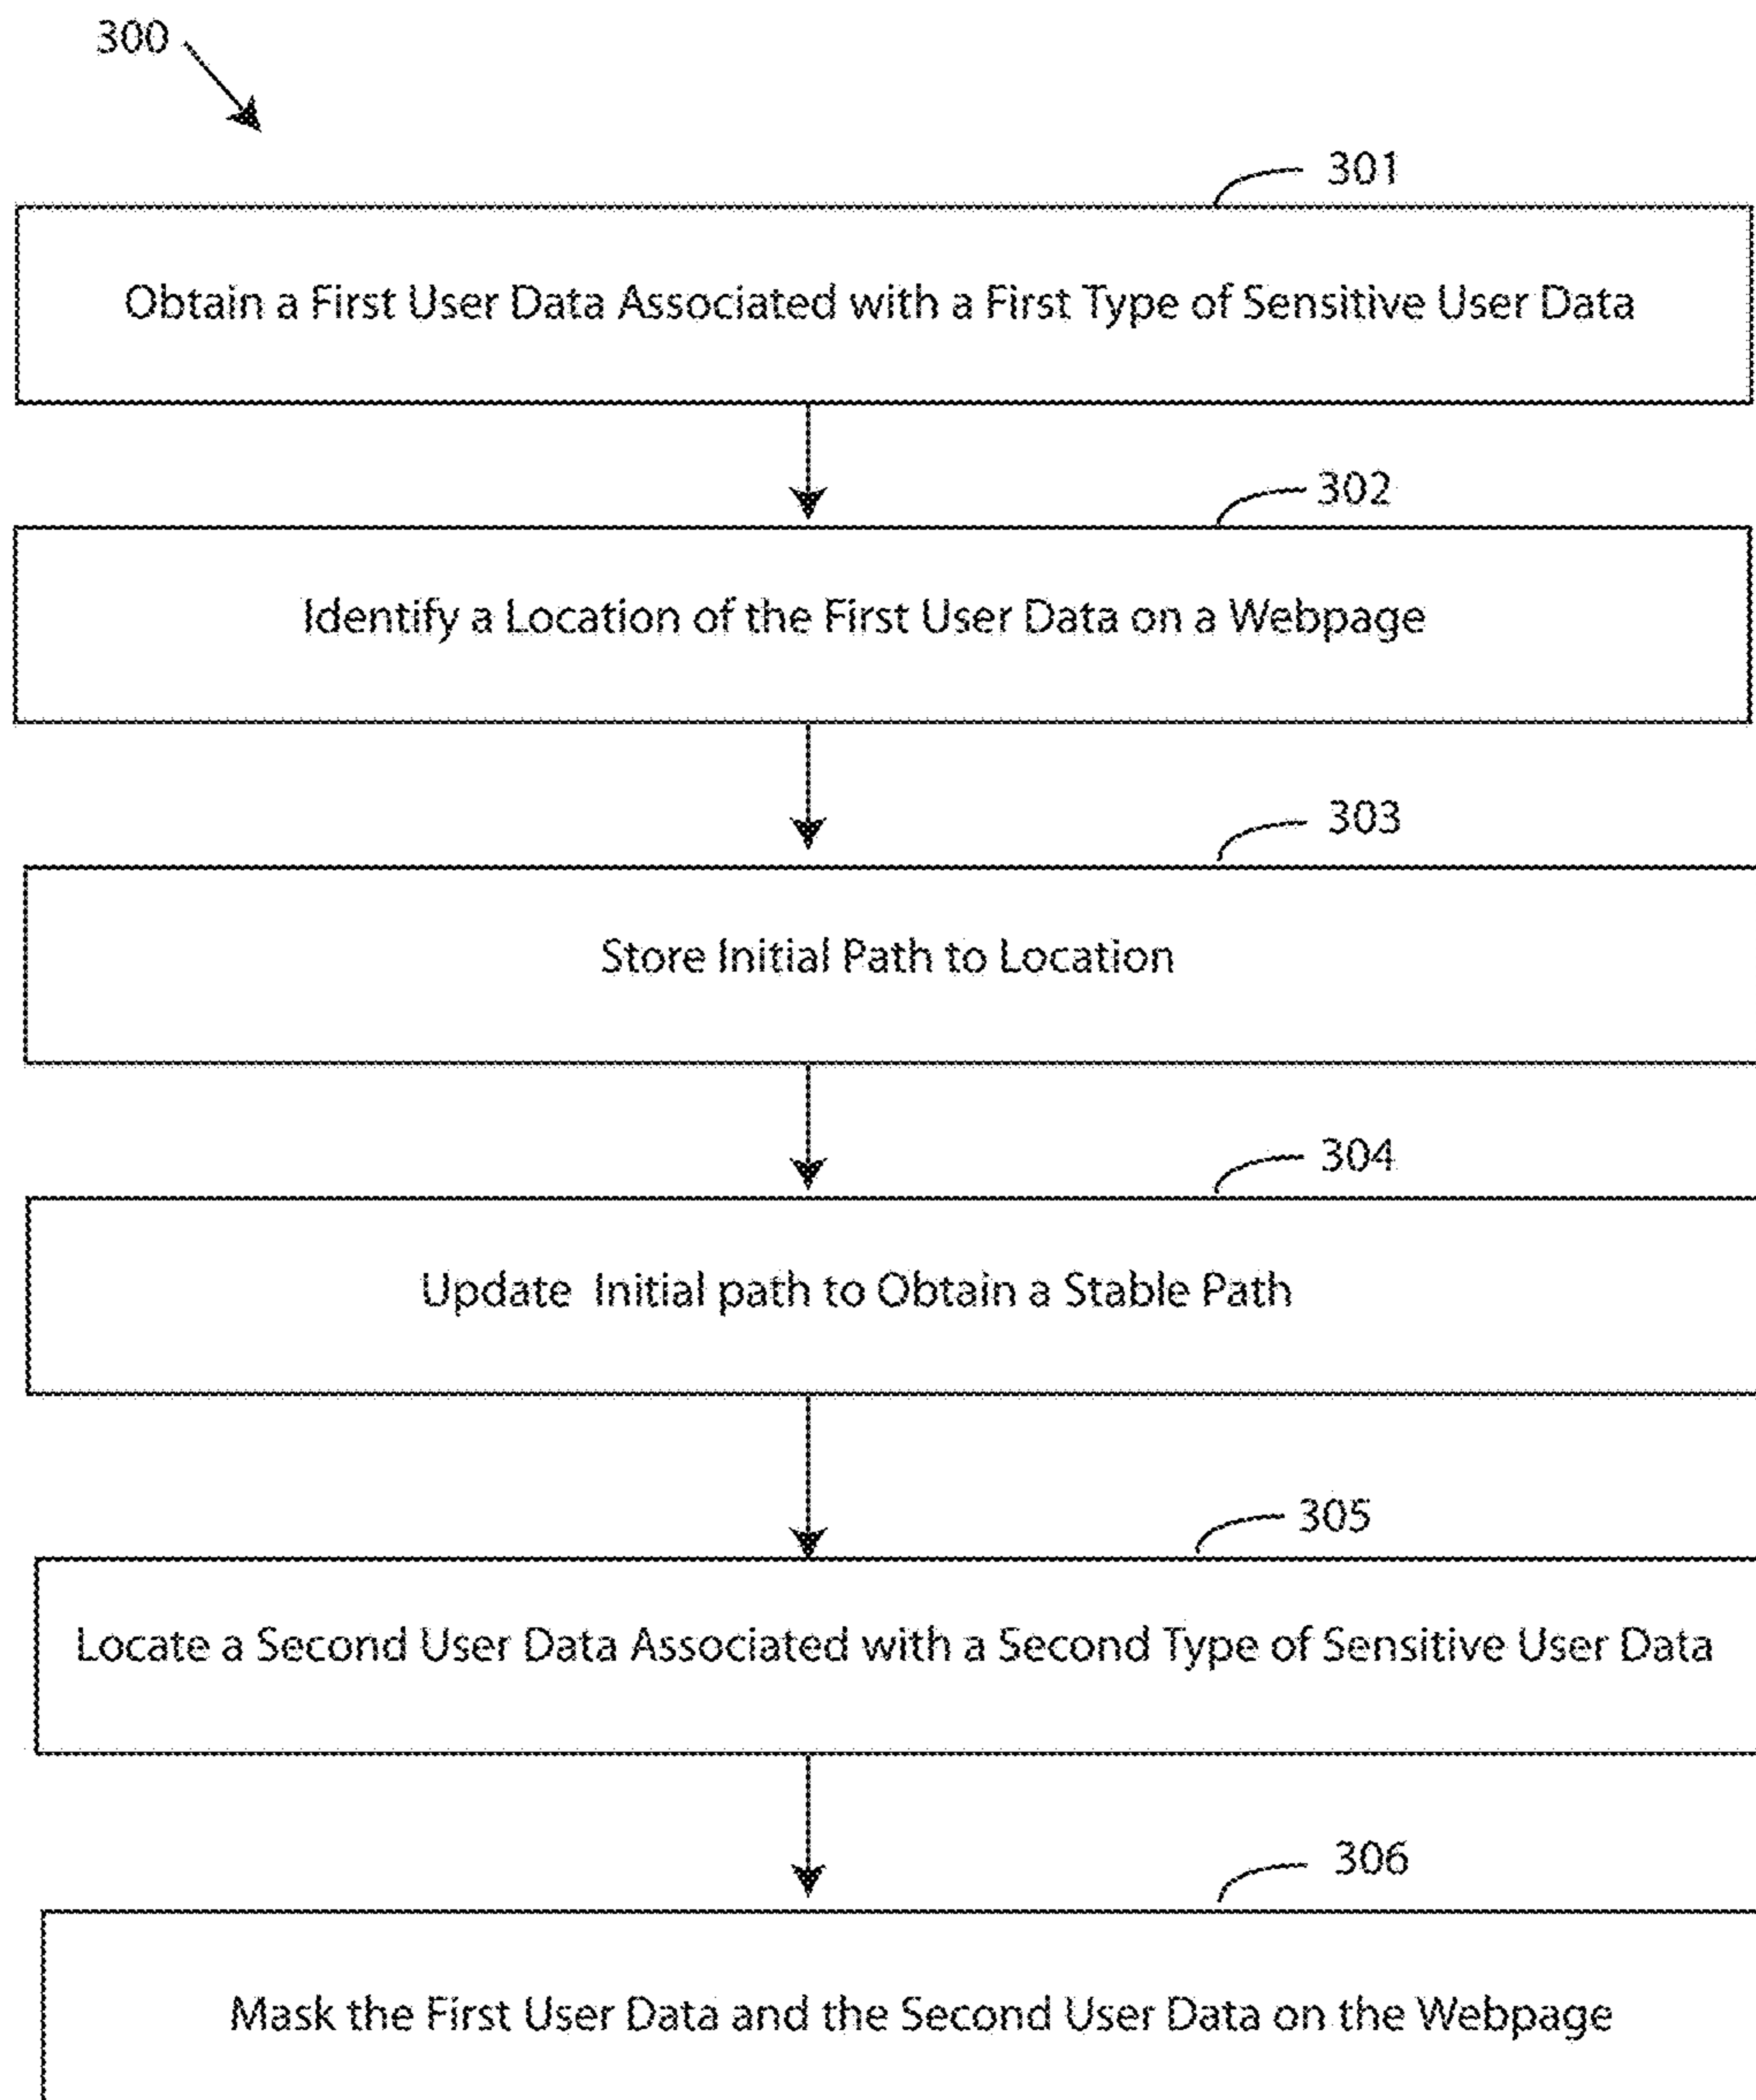 300
301
Obtain a First User Data Associated with a First Type of Sensitive User Data
302
Identify a Location of the First User Data on a Webpage
303
Store Initial Path to Location
304
Update Initial path to Obtain a Stable Path
305
Locate a Second User Data Associated with a Second Type of Sensitive User Data
306
Mask the First User Data and the Second User Data on the Webpage